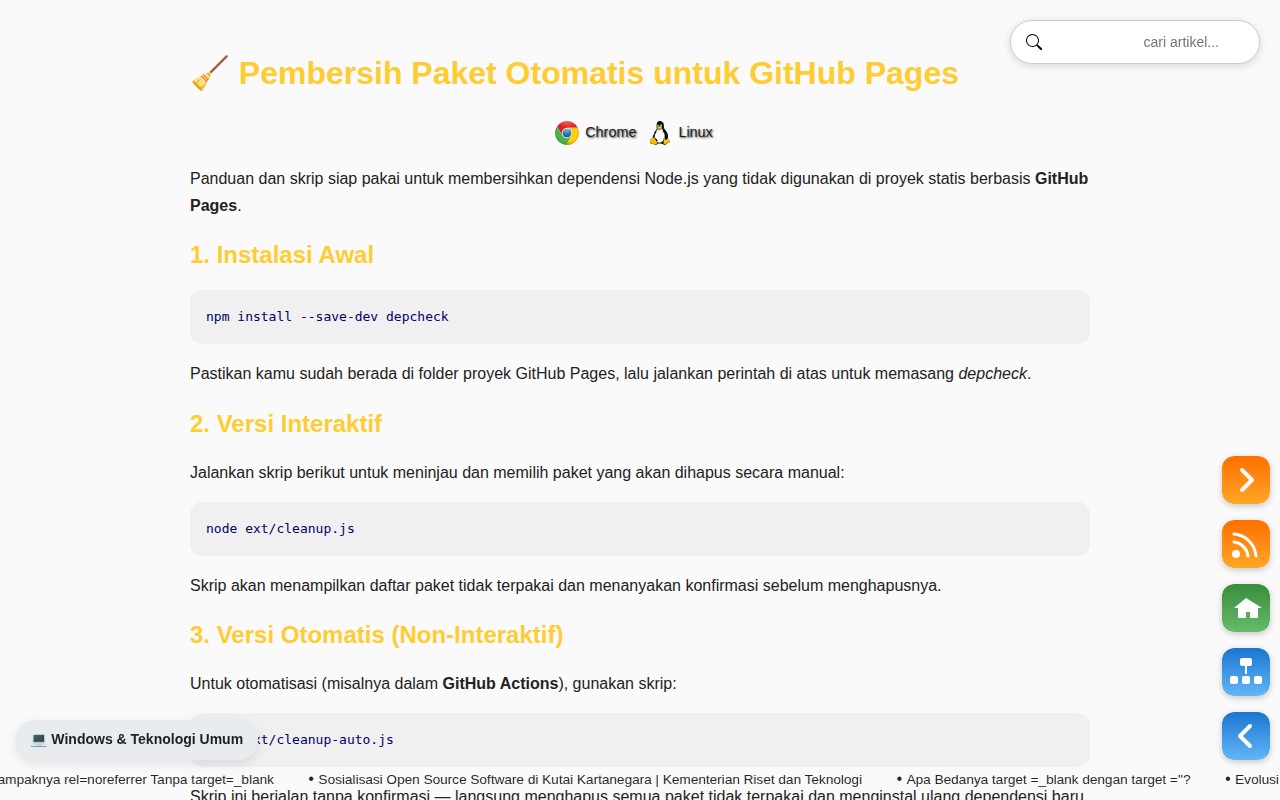 cari artikel...
🧹 Pembersih Paket Otomatis untuk GitHub Pages
Chrome Linux
Panduan dan skrip siap pakai untuk membersihkan dependensi Node.js yang tidak digunakan di proyek statis berbasis GitHub
Pages.
1. Instalasi Awal
npm install --save-dev depcheck
Pastikan kamu sudah berada di folder proyek GitHub Pages, lalu jalankan perintah di atas untuk memasang depcheck.
2. Versi Interaktif
Jalankan skrip berikut untuk meninjau dan memilih paket yang akan dihapus secara manual:
node ext/cleanup.js
Skrip akan menampilkan daftar paket tidak terpakai dan menanyakan konfirmasi sebelum menghapusnya.
3. Versi Otomatis (Non-Interaktif)
Untuk otomatisasi (misalnya dalam GitHub Actions), gunakan skrip:
xt/cleanup-auto.js
💻 Windows & Teknologi Umum
ampaknya rel=noreferrer Tanpa target=_blank • Sosialisasi Open Source Software di Kutai Kartanegara | Kementerian Riset dan Teknologi • Apa Bedanya target =_blank dengan target =''? • Evolusi
Skrip ini berjalan tanpa konfirmasi — langsung menghapus semua paket tidak terpakai dan menginstal ulang dependensi baru